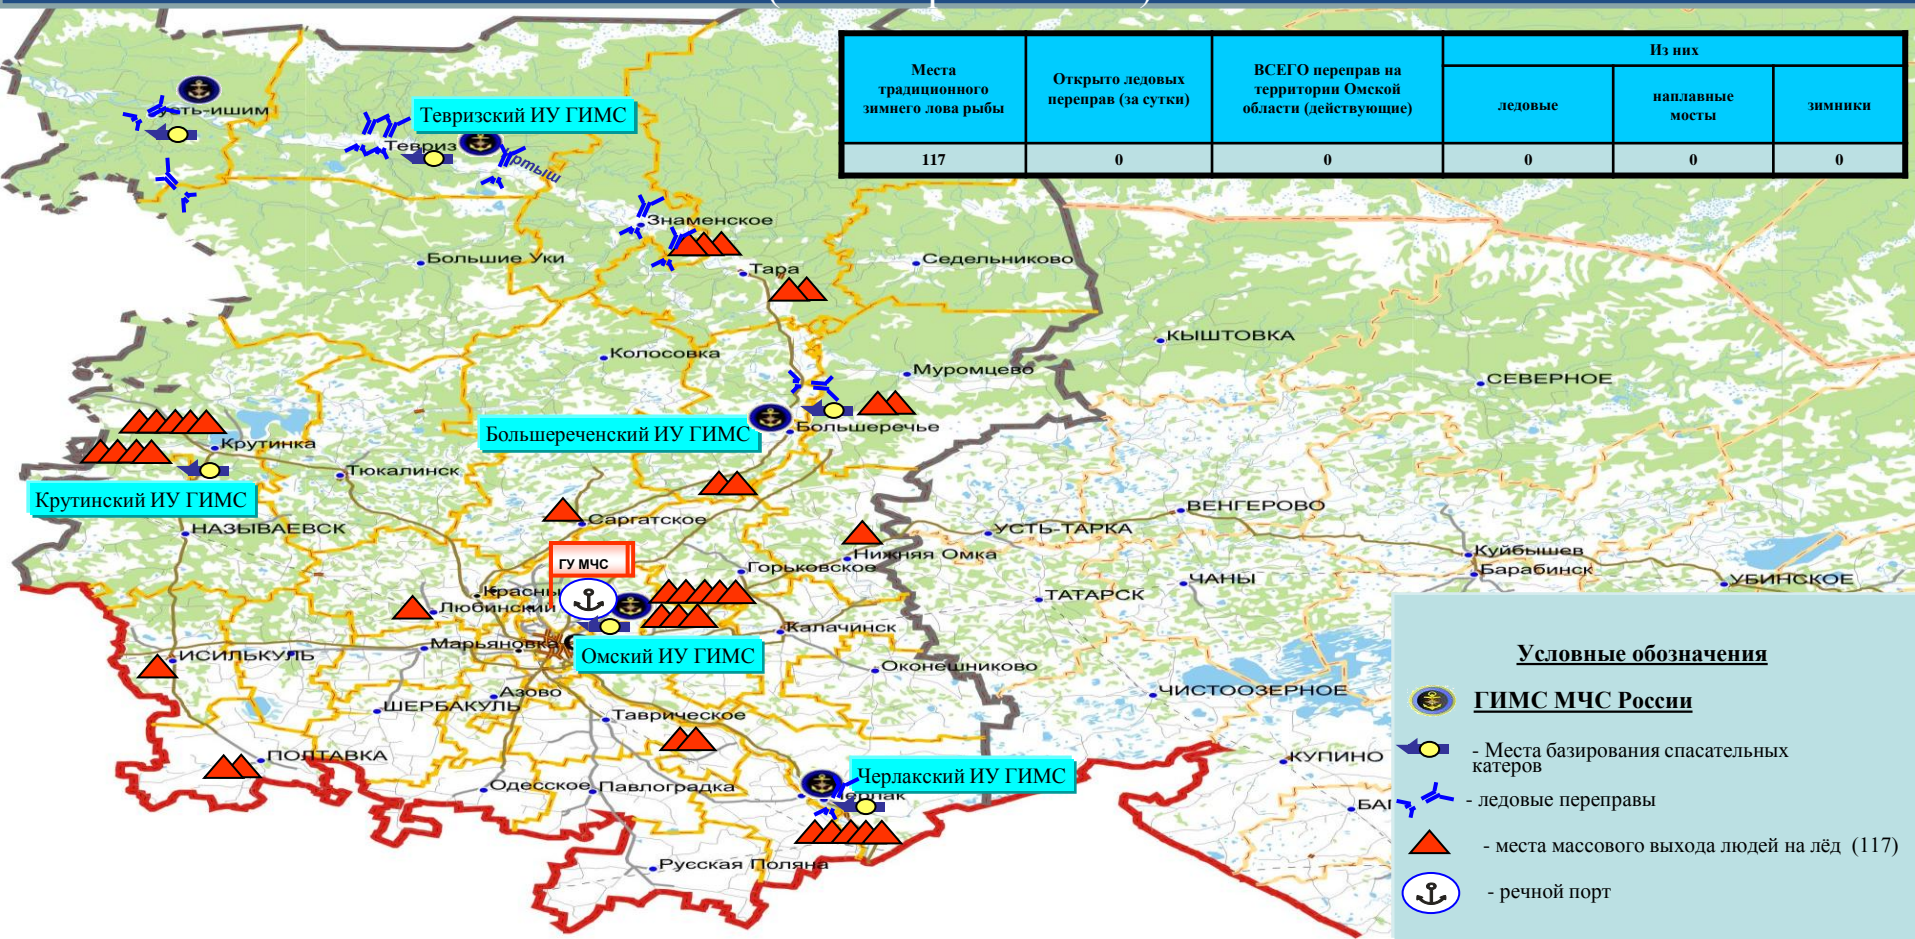 Места
традиционного
зимнего лова рыбы
Открыто ледовых
переправ (за сутки)
ВСЕГО переправ на
территории Омской
области (действующие)
Из них
ледовые
наплавные
мосты
зимники
117
0
0
0
0
0
Тевризский ИУ ГИМС
Тевриз
Знаменское
Большие Уки
Тара
Седельниково
КЫШТОВКА
Колосовка
Муромцево
СЕВЕРНОЕ
Большереченский ИУ ГИМС
Большеречье
Крутинка
Тюкалинск
Крутинский ИУ ГИМС
НАЗЫВАЕВСК
Саргатское
УСТЬ-ТАРКА
ВЕНГЕРОВО
Нижняя Омка
Куйбышев
Барабинск
ГУ МЧС
Горьковское
ЧАНЫ
УБИНСКОЕ
Любинский
ТАТАРСК
Калачинск
Марьяновка
ИСИЛЬКУЛЬ
Омский ИУ ГИМС
Оконешниково
ЧИСТООЗЕРНОЕ
Азово
ШЕРБАКУЛЬ
Таврическое
ПОЛТАВКА
КУПИНО
Черлакский ИУ ГИМС
Одесское
Павлоградка
Русская Поляна
Условные обозначения
ГИМС МЧС России
- Места базирования спасательных
катеров
- ледовые переправы
- места массового выхода людей на лёд (117)
- речной порт